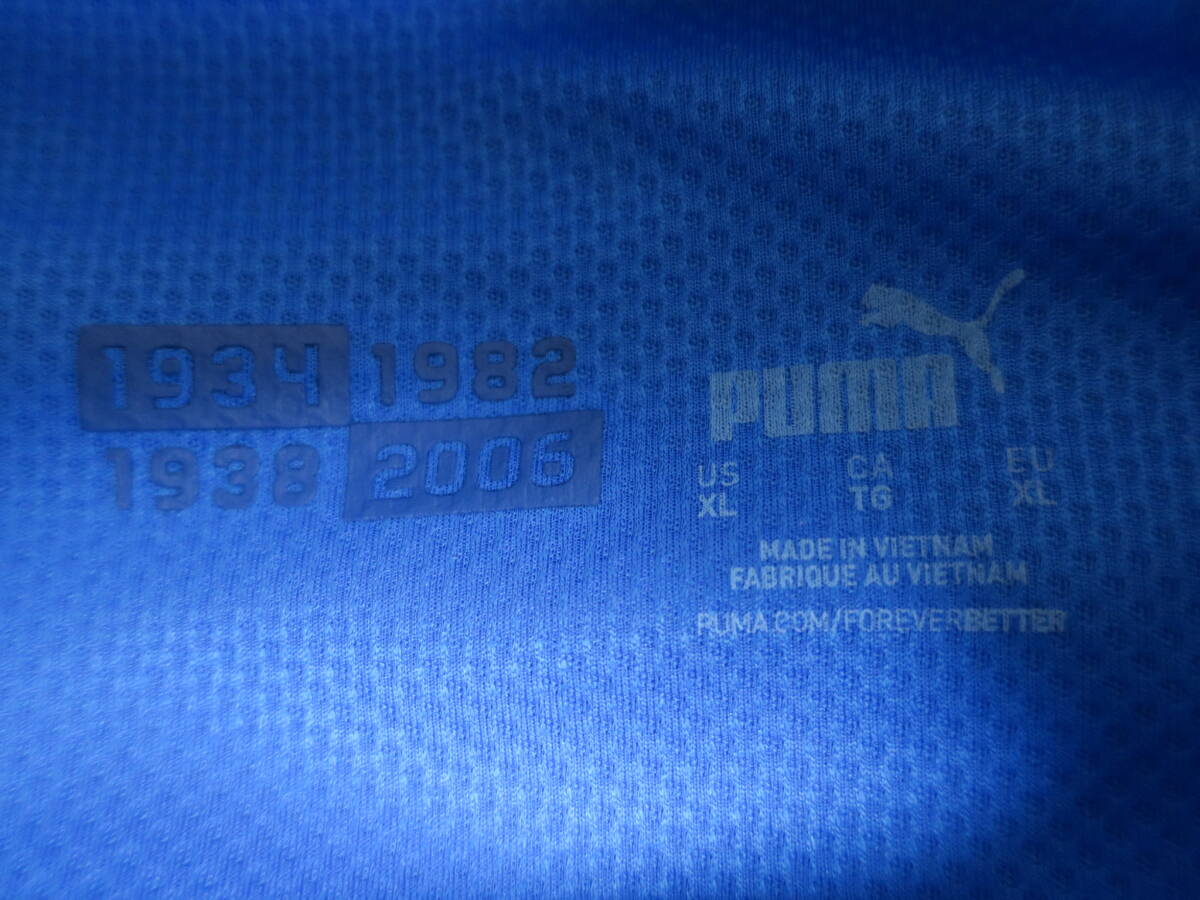 1934 1982
1938 2006
PUMA
US CA EU
XL TG XL
MADE IN VIETNAM
FABRIQUE AU VIETNAM
PUMA.COM/FOREVERBETTER